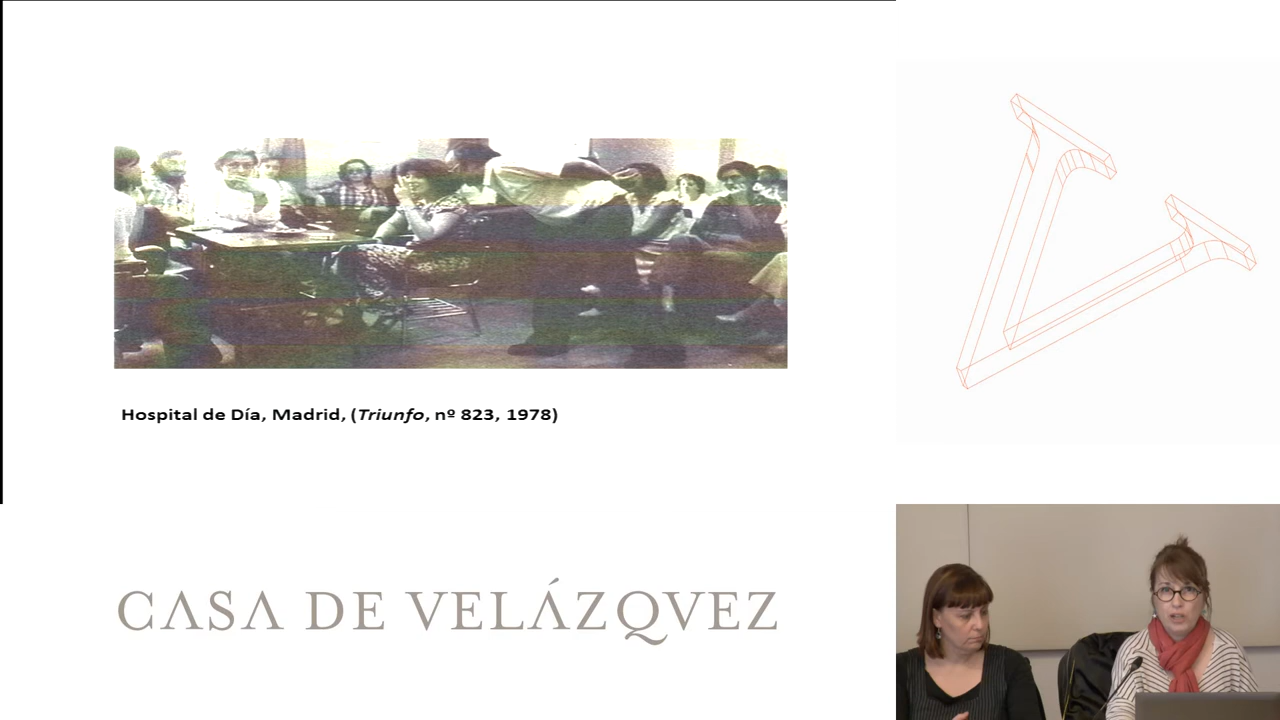 Hospital de Día, Madrid, (Triunfo, nº 823, 1978)
CASA DE VELÁZQVEZ